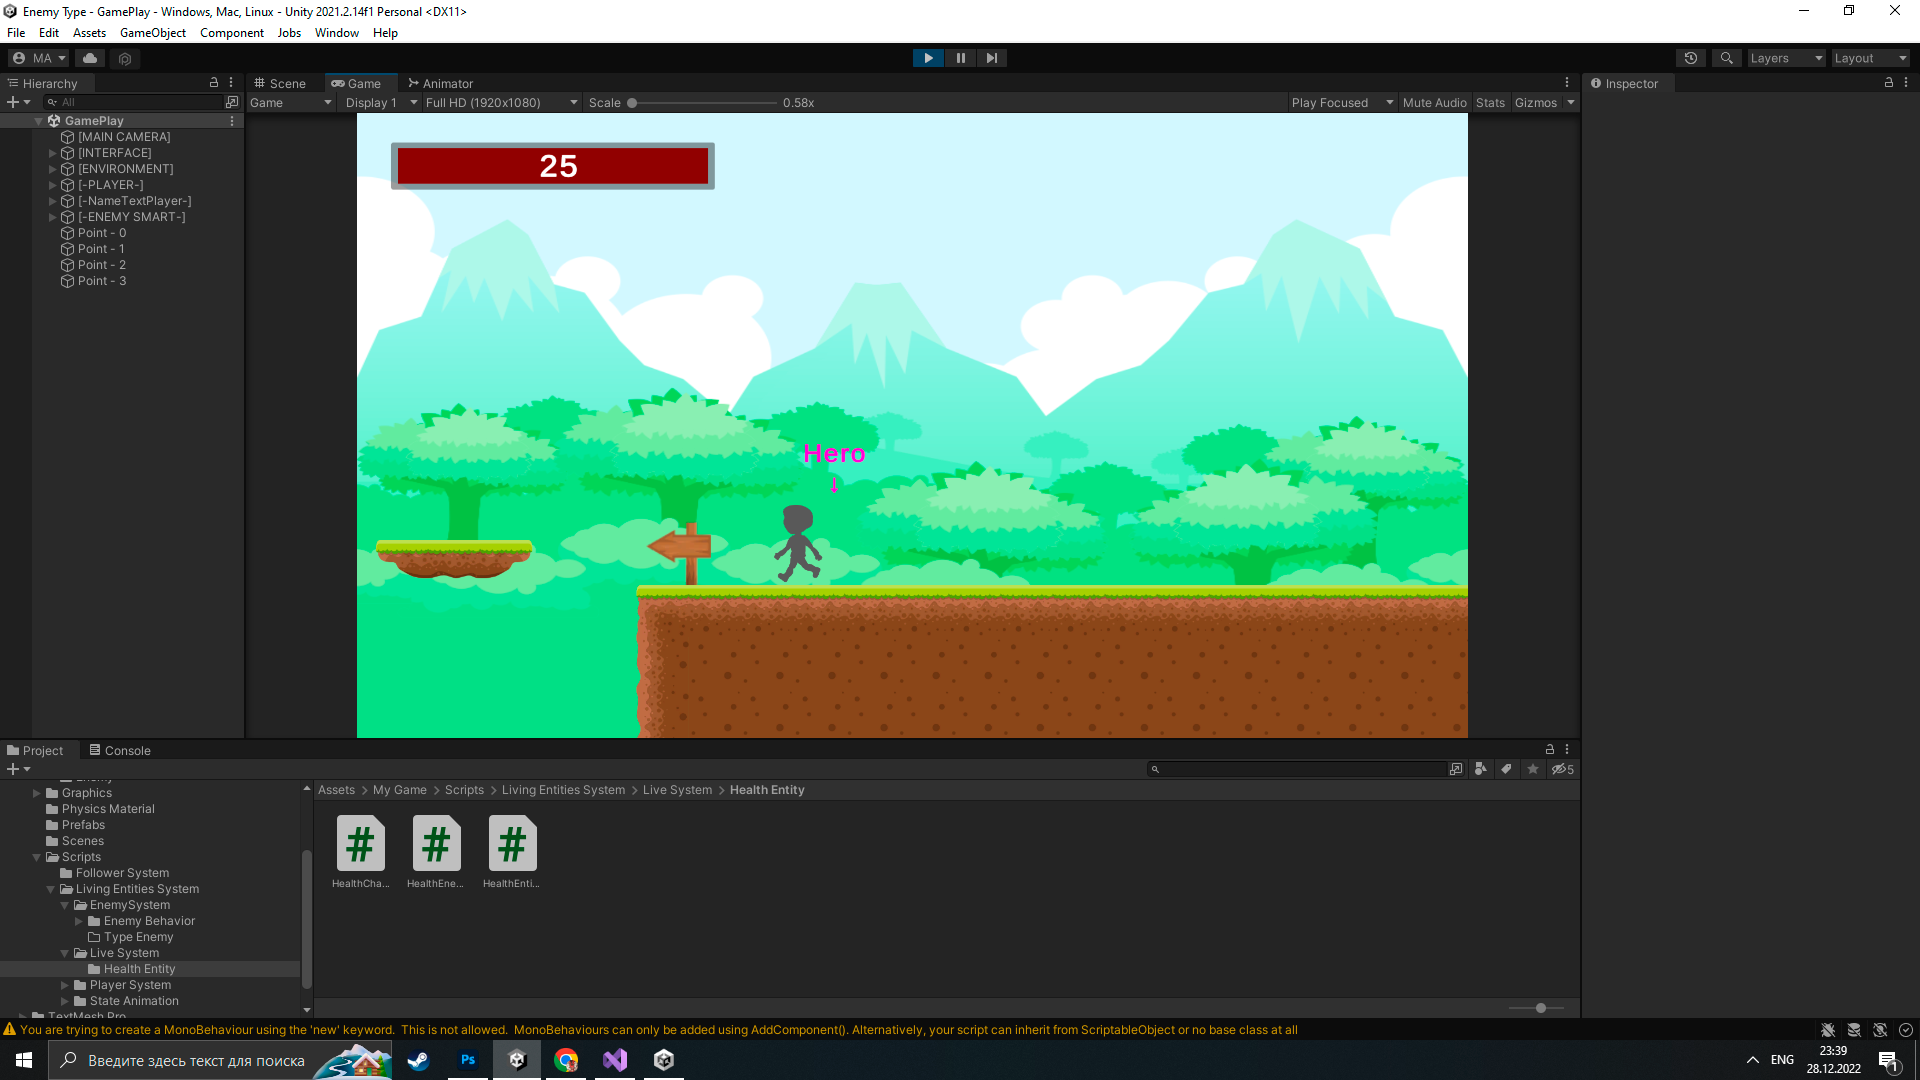 Enemy Type - GamePlay - Windows, Mac, Linux - Unity 2021.2.14f1 Personal <DX11>
File Edit Assets GameObject Component Jobs Window Help
MA Layers Layout
Hierarchy Scene Game Animator Inspector
All Game Display 1 Full HD (1920x1080) Scale 0.58x Play Focused Mute Audio Stats Gizmos
GamePlay
[MAIN CAMERA]
[INTERFACE]
[ENVIRONMENT]
[-PLAYER-]
[-NameTextPlayer-]
[-ENEMY SMART-]
Point - 0
Point - 1
Point - 2
Point - 3
25
Hero
↓
Project Console
5
Enemy
Graphics
Physics Material
Prefabs
Scenes
Scripts
Follower System
Living Entities System
EnemySystem
Enemy Behavior
Type Enemy
Live System
Health Entity
Player System
State Animation
TextMesh Pro
Assets > My Game > Scripts > Living Entities System > Live System > Health Entity
# # #
HealthCha... HealthEne... HealthEnti...
You are trying to create a MonoBehaviour using the 'new' keyword. This is not allowed. MonoBehaviours can only be added using AddComponent(). Alternatively, your script can inherit from ScriptableObject or no base class at all
Введите здесь текст для поиска
Ps
ENG
23:39
28.12.2022
1